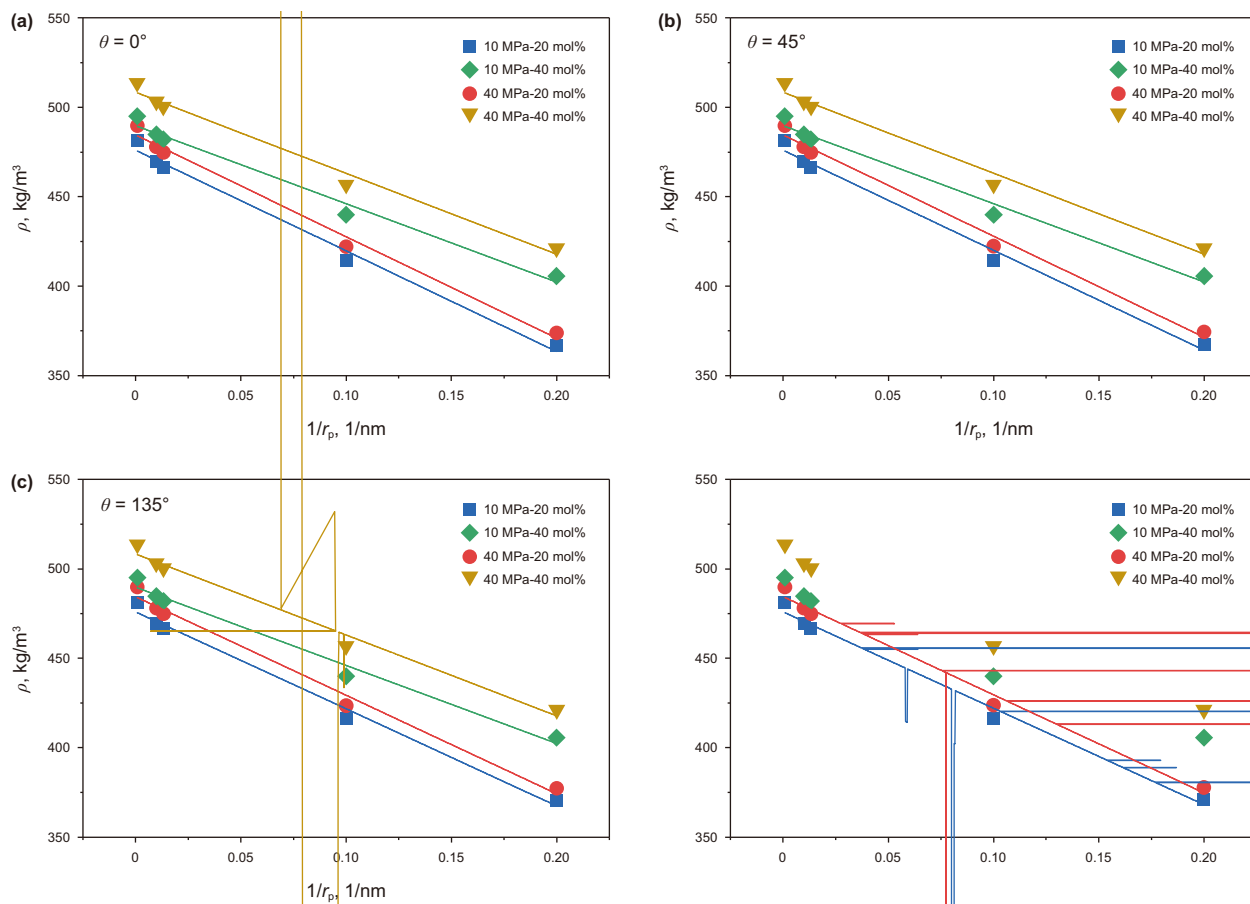 (a)
θ = 0°
10 MPa-20 mol%
10 MPa-40 mol%
40 MPa-20 mol%
40 MPa-40 mol%
550
500
450
400
350
ρ, kg/m³
0
0.05
0.10
0.15
0.20
1/rₚ, 1/nm
(b)
θ = 45°
10 MPa-20 mol%
10 MPa-40 mol%
40 MPa-20 mol%
40 MPa-40 mol%
550
500
450
400
350
ρ, kg/m³
0
0.05
0.10
0.15
0.20
1/rₚ, 1/nm
(c)
θ = 135°
10 MPa-20 mol%
10 MPa-40 mol%
40 MPa-20 mol%
40 MPa-40 mol%
550
500
450
400
350
ρ, kg/m³
0
0.05
0.10
0.15
0.20
1/rₚ, 1/nm
10 MPa-20 mol%
10 MPa-40 mol%
40 MPa-20 mol%
40 MPa-40 mol%
550
500
450
400
350
0
0.05
0.10
0.15
0.20